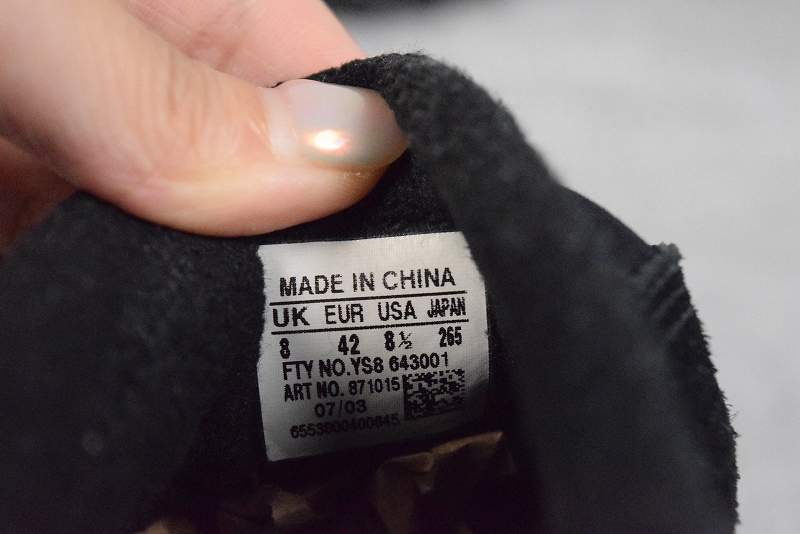 MADE IN CHINA
UK EUR USA JAPAN
8 42 8½ 265
FTY NO.YS8 643001
ART NO. 871015
07/03
6553800400645